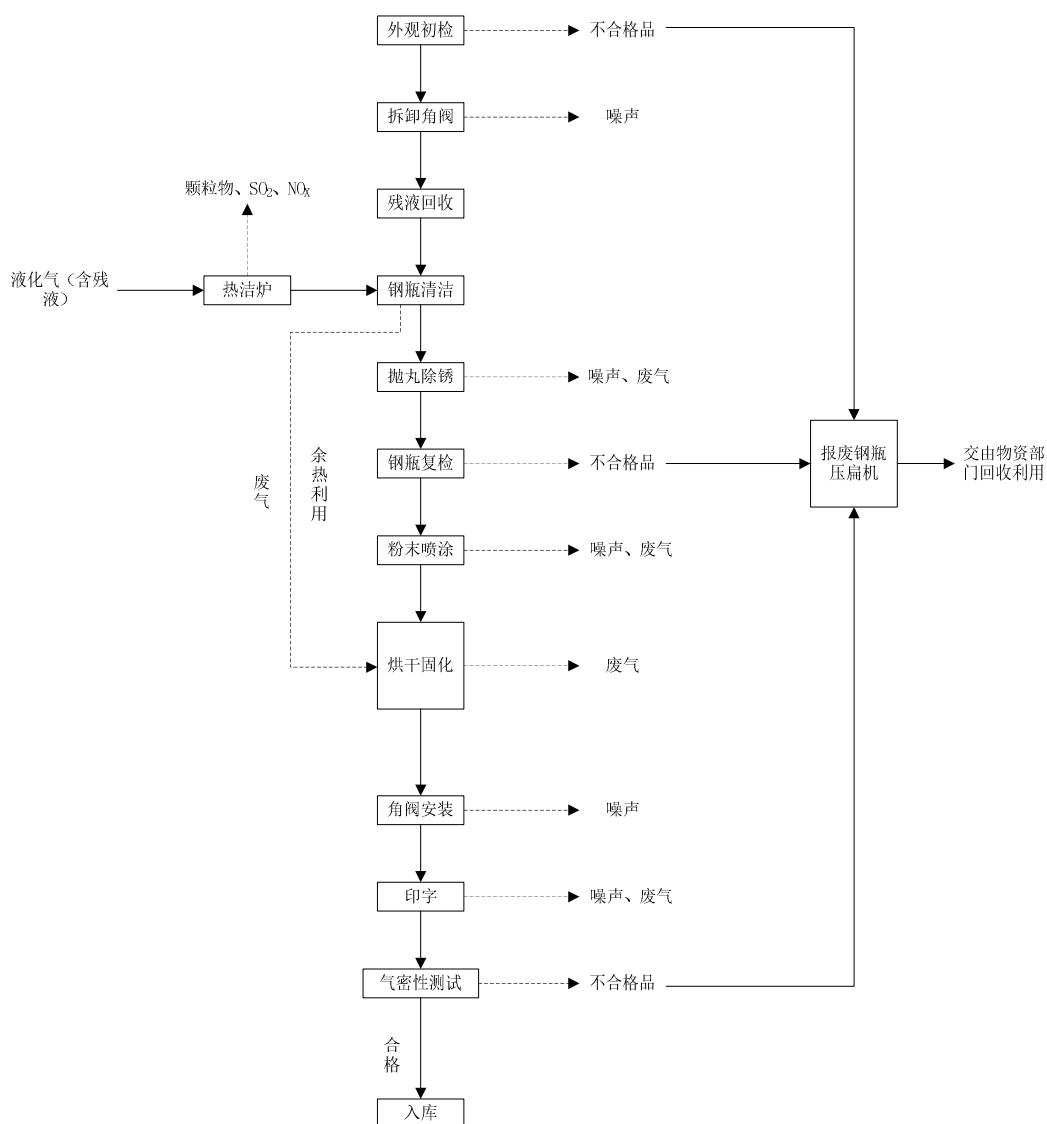 外观初检
不合格品
拆卸角阀
噪声
颗粒物、SO₂、NOX
残液回收
液化气（含残
液）
热洁炉
钢瓶清洁
抛丸除锈
噪声、废气
余热利用
废气
钢瓶复检
不合格品
报废钢瓶
压扁机
交由物资部
门回收利用
粉末喷涂
噪声、废气
烘干固化
废气
角阀安装
噪声
印字
噪声、废气
气密性测试
不合格品
合格
入库